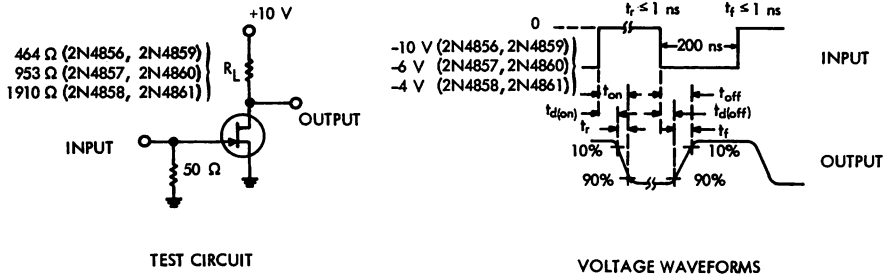 +10 V
464 Ω (2N4856, 2N4859)
953 Ω (2N4857, 2N4860)
1910 Ω (2N4858, 2N4861)
RL
OUTPUT
INPUT
50 Ω
TEST CIRCUIT
tr ≤ 1 ns
tf ≤ 1 ns
0
−10 V (2N4856, 2N4859)
−6 V (2N4857, 2N4860)
−4 V (2N4858, 2N4861)
200 ns
INPUT
ton
toff
td(on)
td(off)
tr
tf
10%
10%
OUTPUT
90%
90%
VOLTAGE WAVEFORMS